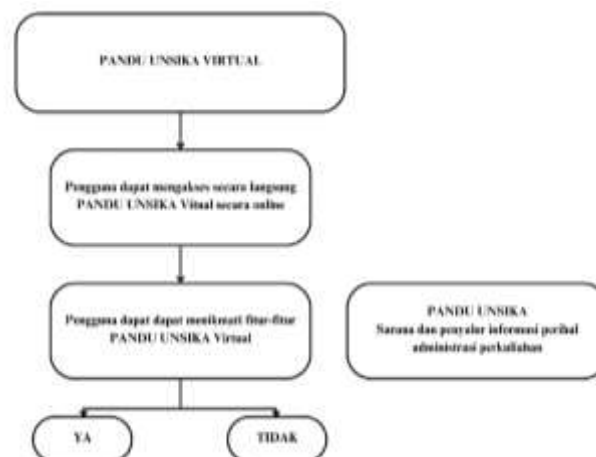 PANDU UNSIKA VIRTUAL
Pengguna dapat mengakses secara langsung
PANDU UNSIKA Vitual secara online
Pengguna dapat dapat menikmati fitur-fitur
PANDU UNSIKA Virtual
PANDU UNSIKA
Sarana dan penyalur informasi perihal
administrasi perkuliahan
YA
TIDAK